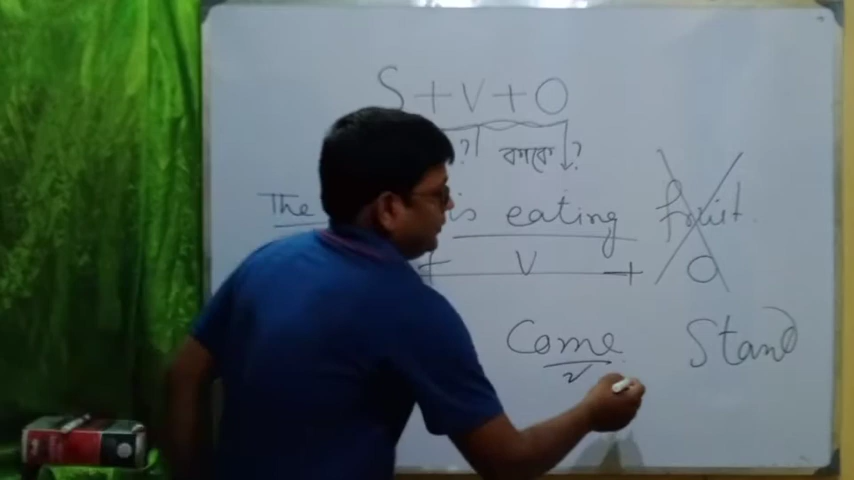 S + V + O
? কাকে ?
The is eating fruit.
+ V + O
Come Stand
v